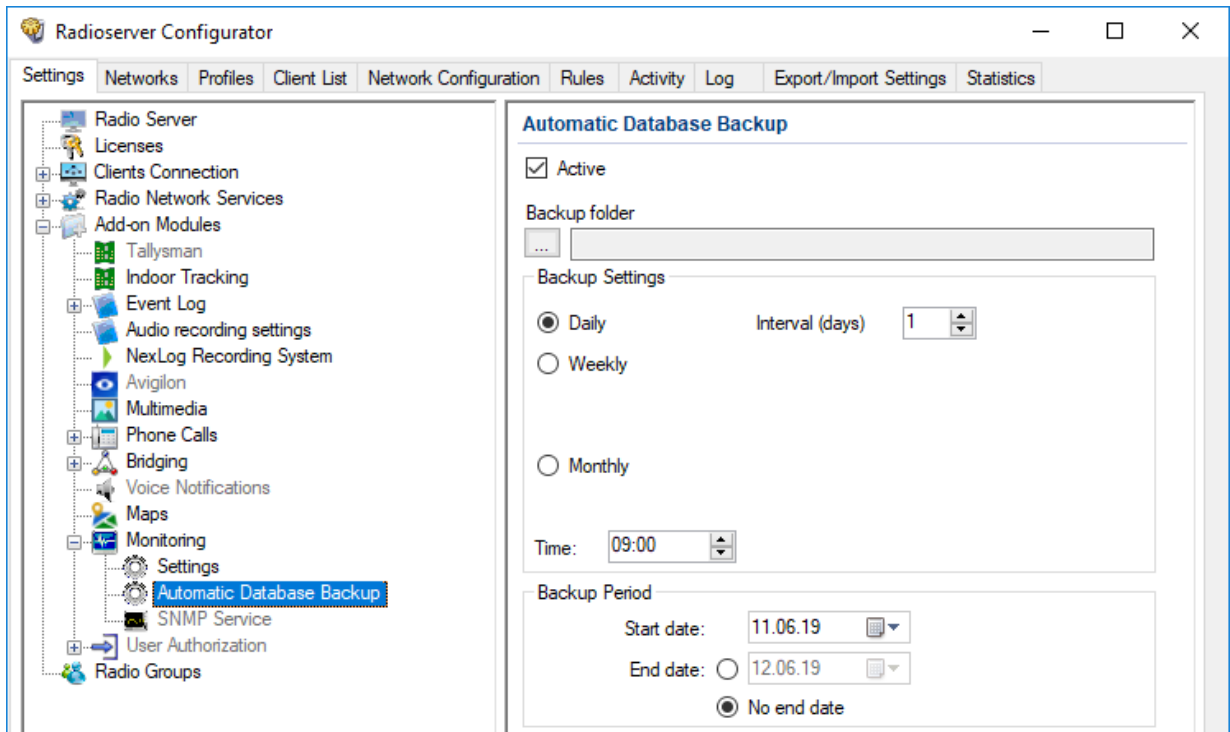 Radioserver Configurator
Settings Networks Profiles Client List Network Configuration Rules Activity Log Export/Import Settings Statistics
Radio Server
Licenses
Clients Connection
Radio Network Services
Add-on Modules
Tallysman
Indoor Tracking
Event Log
Audio recording settings
NexLog Recording System
Avigilon
Multimedia
Phone Calls
Bridging
Voice Notifications
Maps
Monitoring
Settings
Automatic Database Backup
SNMP Service
User Authorization
Radio Groups
Automatic Database Backup
Active
Backup folder
...
Backup Settings
Daily Interval (days) 1
Weekly
Monthly
Time: 09:00
Backup Period
Start date: 11.06.19
End date: 12.06.19
No end date